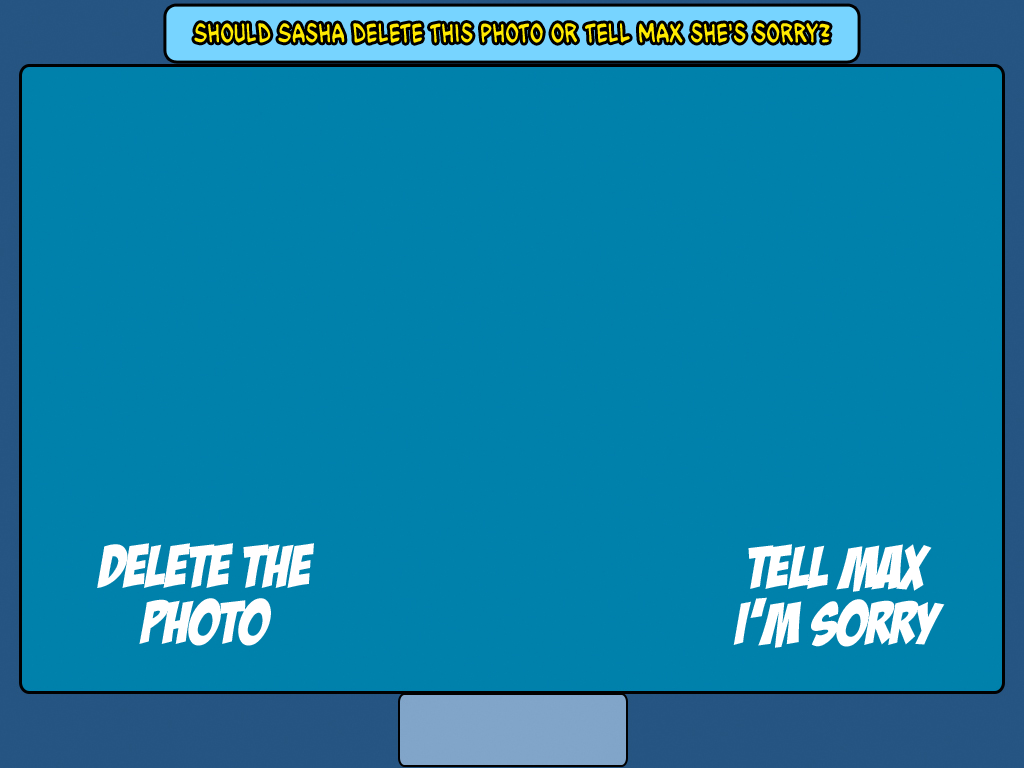 SHOULD SASHA DELETE THIS PHOTO OR TELL MAX SHE'S SORRY?
DELETE THE
PHOTO
TELL MAX
I'M SORRY